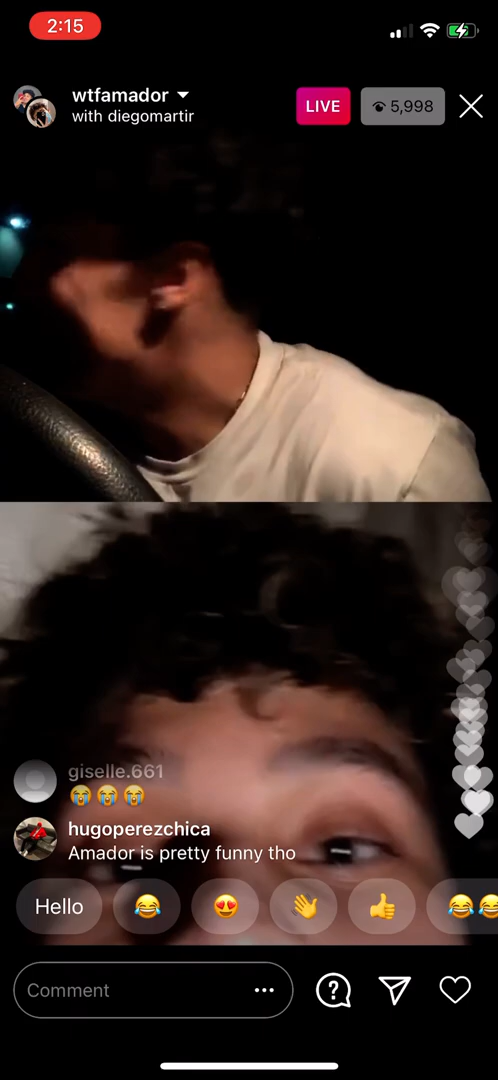 2:15
wtfamador
with diegomartir
LIVE
5,998
giselle.661
😭😭😭
hugoperezchica
Amador is pretty funny tho
Hello
Comment